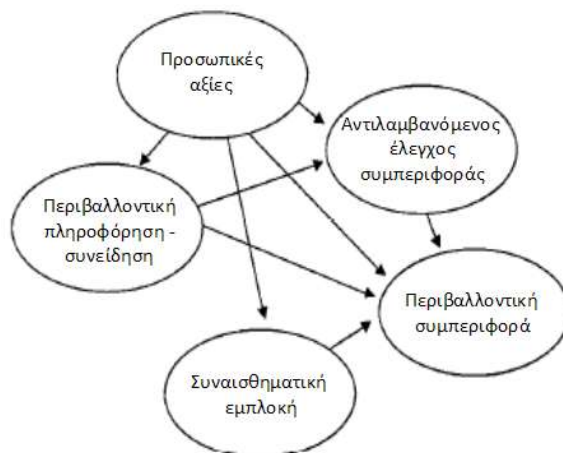 Προσωπικές
αξίες
Αντιλαμβανόμενος
έλεγχος
συμπεριφοράς
Περιβαλλοντική
πληροφόρηση -
συνείδηση
Περιβαλλοντική
συμπεριφορά
Συναισθηματική
εμπλοκή